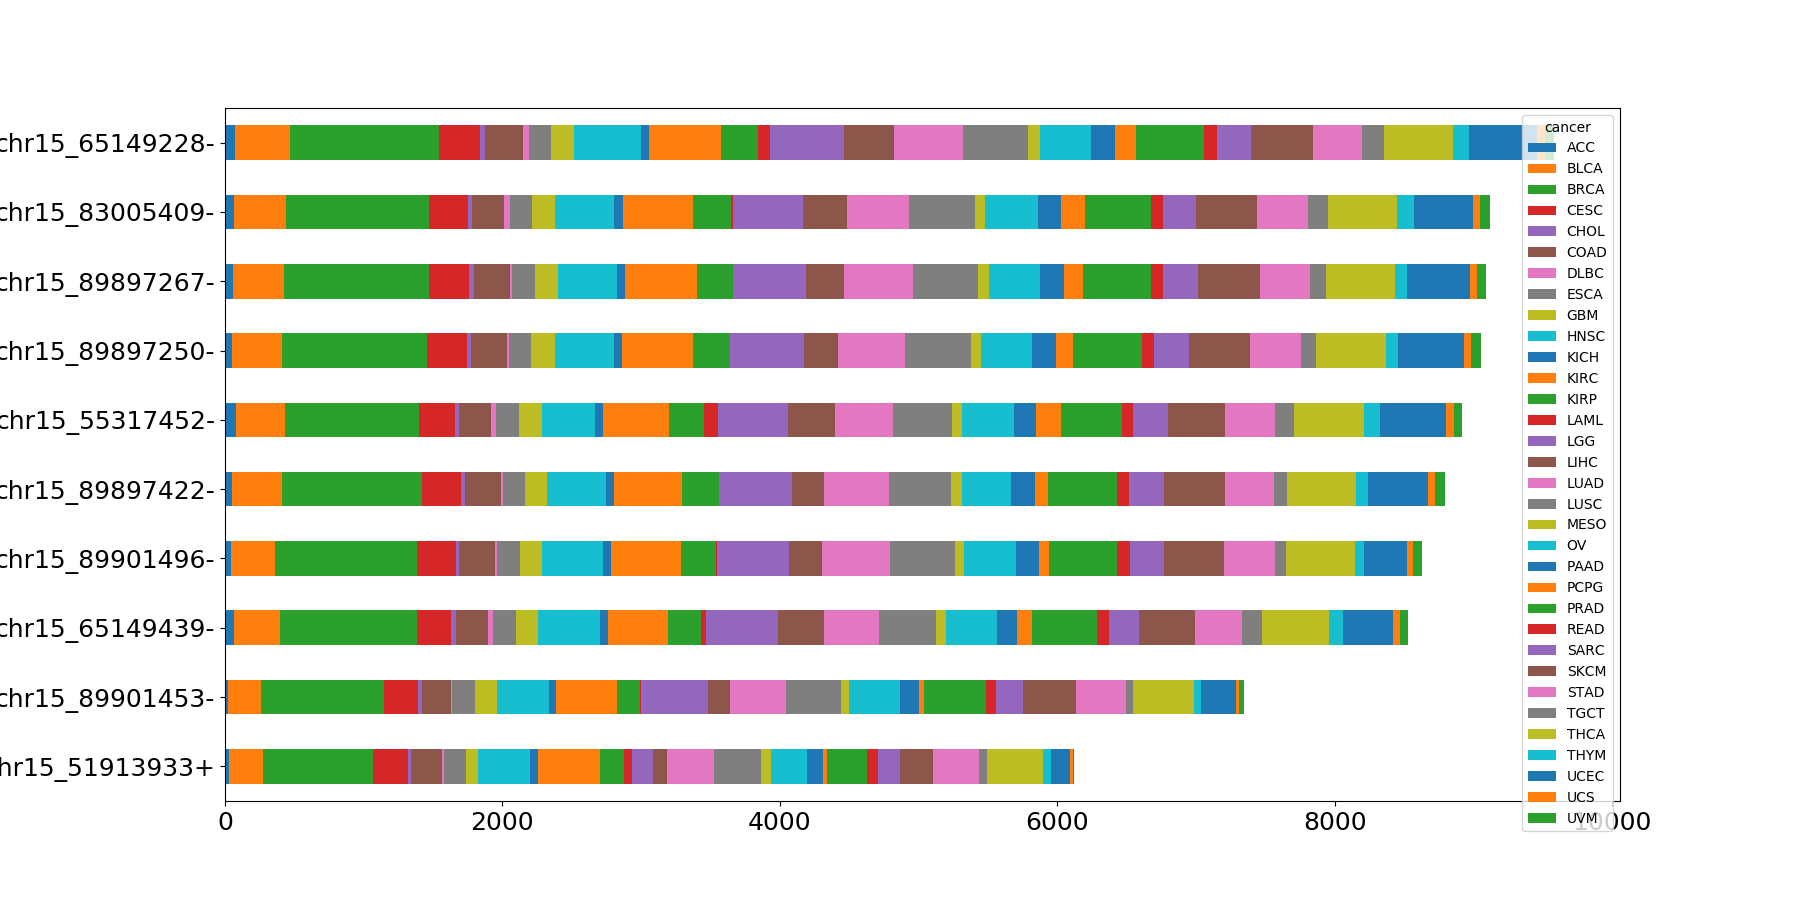 chr15_65149228-
chr15_83005409-
chr15_89897267-
chr15_89897250-
chr15_55317452-
chr15_89897422-
chr15_89901496-
chr15_65149439-
chr15_89901453-
hr15_51913933+
0 2000 4000 6000 8000 10000
cancer
ACC
BLCA
BRCA
CESC
CHOL
COAD
DLBC
ESCA
GBM
HNSC
KICH
KIRC
KIRP
LAML
LGG
LIHC
LUAD
LUSC
MESO
OV
PAAD
PCPG
PRAD
READ
SARC
SKCM
STAD
TGCT
THCA
THYM
UCEC
UCS
UVM